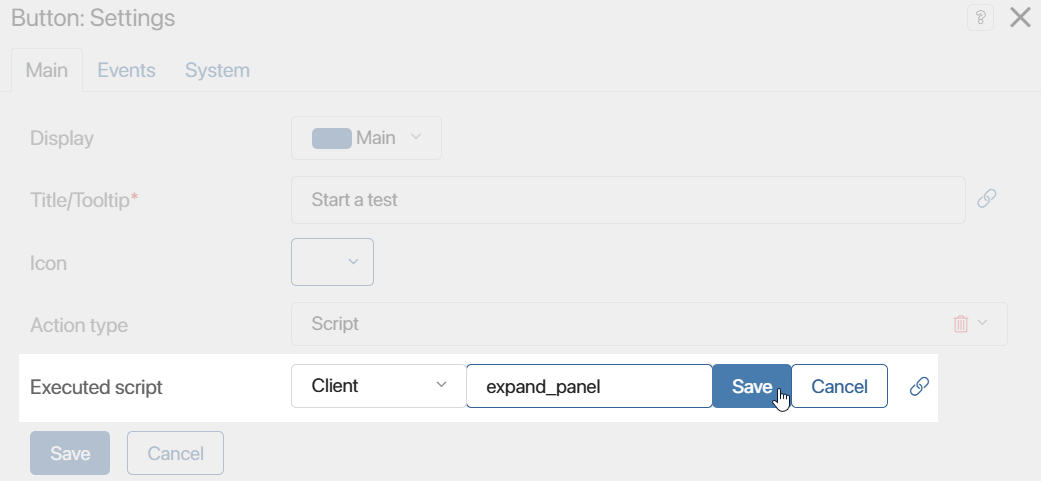 Button: Settings ?
Main Events System
Display Main
Title/Tooltip* Start a test
Icon
Action type Script
Executed script Client expand_panel Save Cancel
Save Cancel